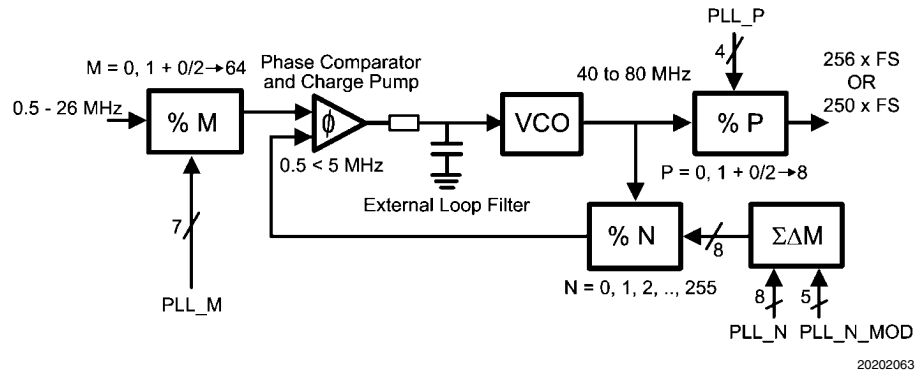 PLL_P
Phase Comparator
and Charge Pump
M = 0, 1 + 0/2→64
4
256 x FS
OR
250 x FS
40 to 80 MHz
0.5 - 26 MHz
% M
ϕ
VCO
% P
0.5 < 5 MHz
P = 0, 1 + 0/2→8
External Loop Filter
7
% N
8
ΣΔM
N = 0, 1, 2, .., 255
8
5
PLL_M
PLL_N
PLL_N_MOD
20202063